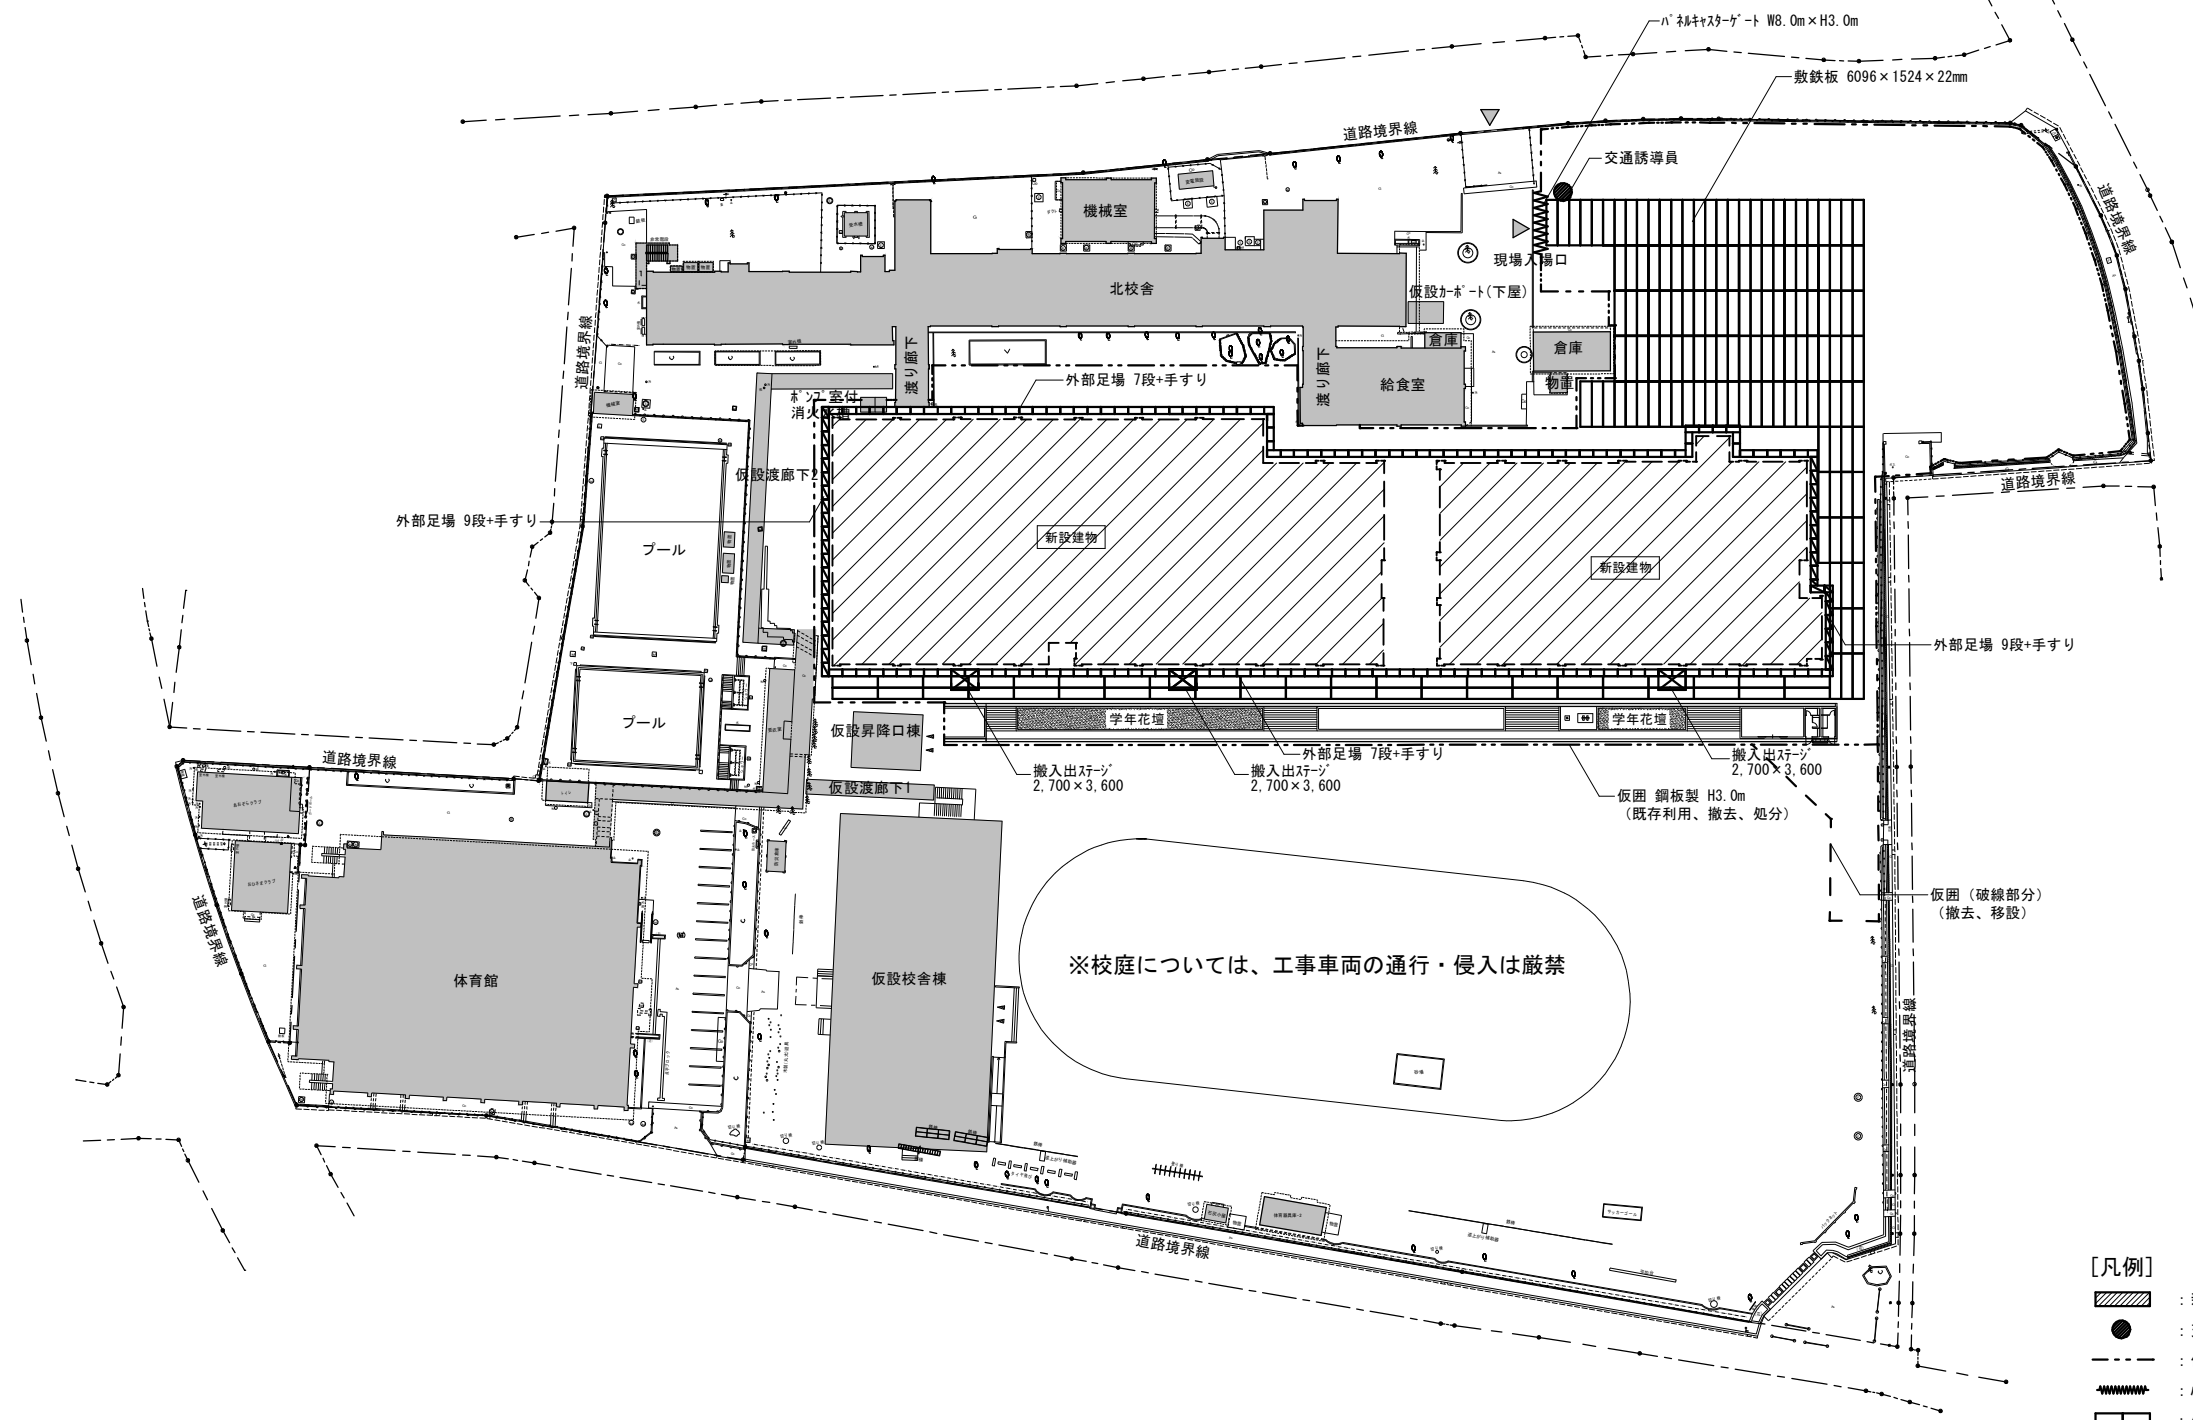 パネルキャスターゲート W8.0m×H3.0m
敷鉄板 6096×1524×22mm
道路境界線
交通誘導員
道路境界線
機械室
現場入場口
北校舎
仮設カーポート(下屋)
道路境界線
渡り廊下
倉庫
倉庫
外部足場 7段+手すり
渡り廊下
給食室
物置
ポンプ室付
消火水槽
仮設渡廊下2
道路境界線
外部足場 9段+手すり
新設建物
プール
新設建物
外部足場 9段+手すり
学年花壇
学年花壇
プール
仮設昇降口棟
外部足場 7段+手すり
道路境界線
搬入出ステージ
2,700×3,600
搬入出ステージ
2,700×3,600
搬入出ステージ
2,700×3,600
仮設渡廊下1
仮囲 鋼板製 H3.0m
（既存利用、撤去、処分）
仮囲（破線部分）
（撤去、移設）
道路境界線
※校庭については、工事車両の通行・侵入は厳禁
体育館
仮設校舎棟
道路境界線
道路境界線
[凡例]